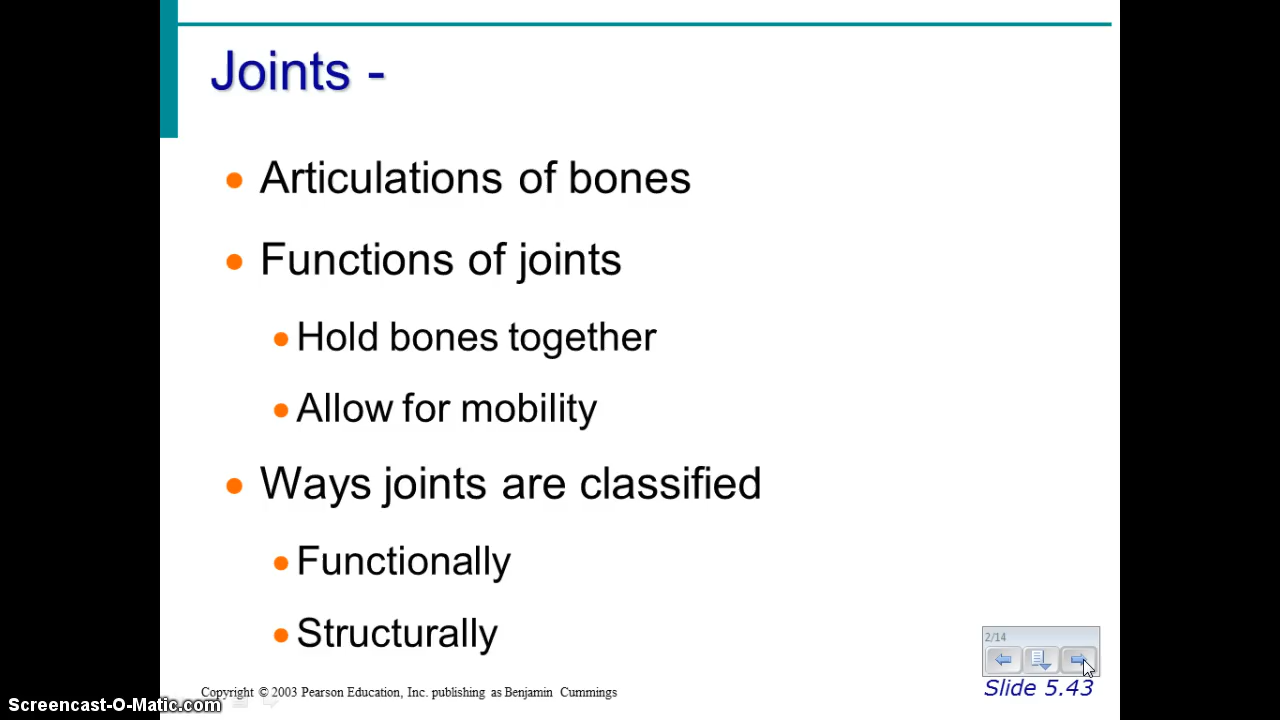 Joints -
Articulations of bones
Functions of joints
Hold bones together
Allow for mobility
Ways joints are classified
Functionally
Structurally
2/14
Slide 5.43
Copyright © 2003 Pearson Education, Inc. publishing as Benjamin Cummings
Screencast-O-Matic.com